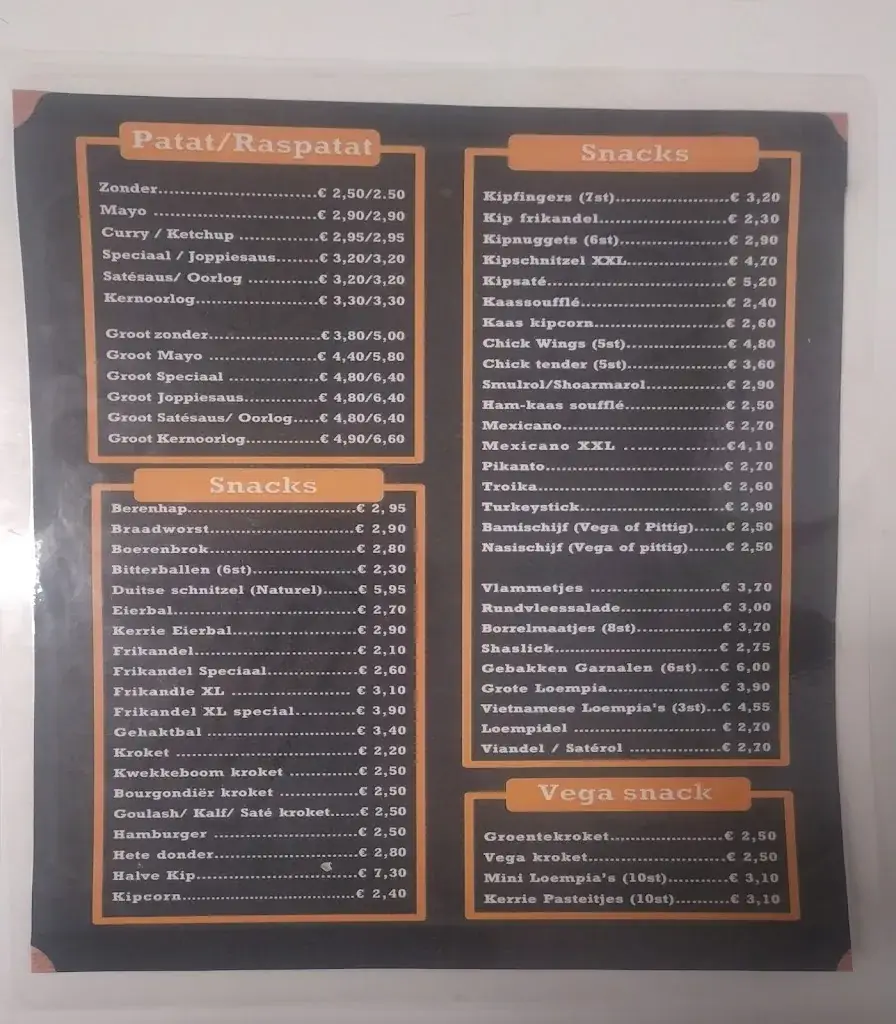 Patat/Raspatat
Zonder.....................€ 2,50/2.50
Mayo .....................€ 2,90/2,90
Curry / Ketchup ............€ 2,95/2,95
Speciaal / Joppiesaus.......€ 3,20/3,20
Satésaus/ Oorlog ...........€ 3,20/3,20
Kernoorlog..................€ 3,30/3,30
Groot zonder................€ 3,80/5,00
Groot Mayo ................€ 4,40/5,80
Groot Speciaal .............€ 4,80/6,40
Groot Joppiesaus............€ 4,80/6,40
Groot Satésaus/ Oorlog.....€ 4,80/6,40
Groot Kernoorlog............€ 4,90/6,60
Snacks
Berenhap............................€ 2,95
Braadworst........................€ 2,90
Boerenbrok........................€ 2,80
Bitterballen (6st).................€ 2,30
Duitse schnitzel (Naturel)......€ 5,95
Eierbal..............................€ 2,70
Kerrie Eierbal.....................€ 2,90
Frikandel...........................€ 2,10
Frikandel Speciaal...............€ 2,60
Frikandle XL ................... € 3,10
Frikandel XL special..........€ 3,90
Gehaktbal .......................€ 3,40
Kroket .............................€ 2,20
Kwekkeboom kroket ............€ 2,50
Bourgondiër kroket .............€ 2,50
Goulash/ Kalf/ Saté kroket.....€ 2,50
Hamburger .......................€ 2,50
Hete donder.......................€ 2,80
Halve Kip..........................€ 7,30
Kipcorn.............................€ 2,40
Snacks
Kipfingers (7st).....................€ 3,20
Kip frikandel.......................€ 2,30
Kipnuggets (6st)...................€ 2,90
Kipschnitzel XXL.................€ 4,70
Kipsaté.............................€ 5,20
Kaassoufflé........................€ 2,40
Kaas kipcorn......................€ 2,60
Chick Wings (5st).................€ 4,80
Chick tender (5st).................€ 3,60
Smulrol/Shoarmarol.............€ 2,90
Ham-kaas soufflé.................€ 2,50
Mexicano..........................€ 2,70
Mexicano XXL .................€4,10
Pikanto............................€ 2,70
Troika.............................€ 2,60
Turkeystick.......................€ 2,90
Bamischijf (Vega of Pittig)......€ 2,50
Nasischijf (Vega of pittig).......€ 2,50
Vlammetjes ......................€ 3,70
Rundvleessalade.................€ 3,00
Borrelmaatjes (8st)..............€ 3,70
Shaslick...........................€ 2,75
Gebakken Garnalen (6st)....€ 6,00
Grote Loempia...................€ 3,90
Vietnamese Loempia's (3st)...€ 4,55
Loempidel ........................ € 2,70
Viandel / Satérol ................€ 2,70
Vega snack
Groentekroket....................€ 2,50
Vega kroket.......................€ 2,50
Mini Loempia's (10st)..........€ 3,10
Kerrie Pasteitjes (10st).........€ 3,10